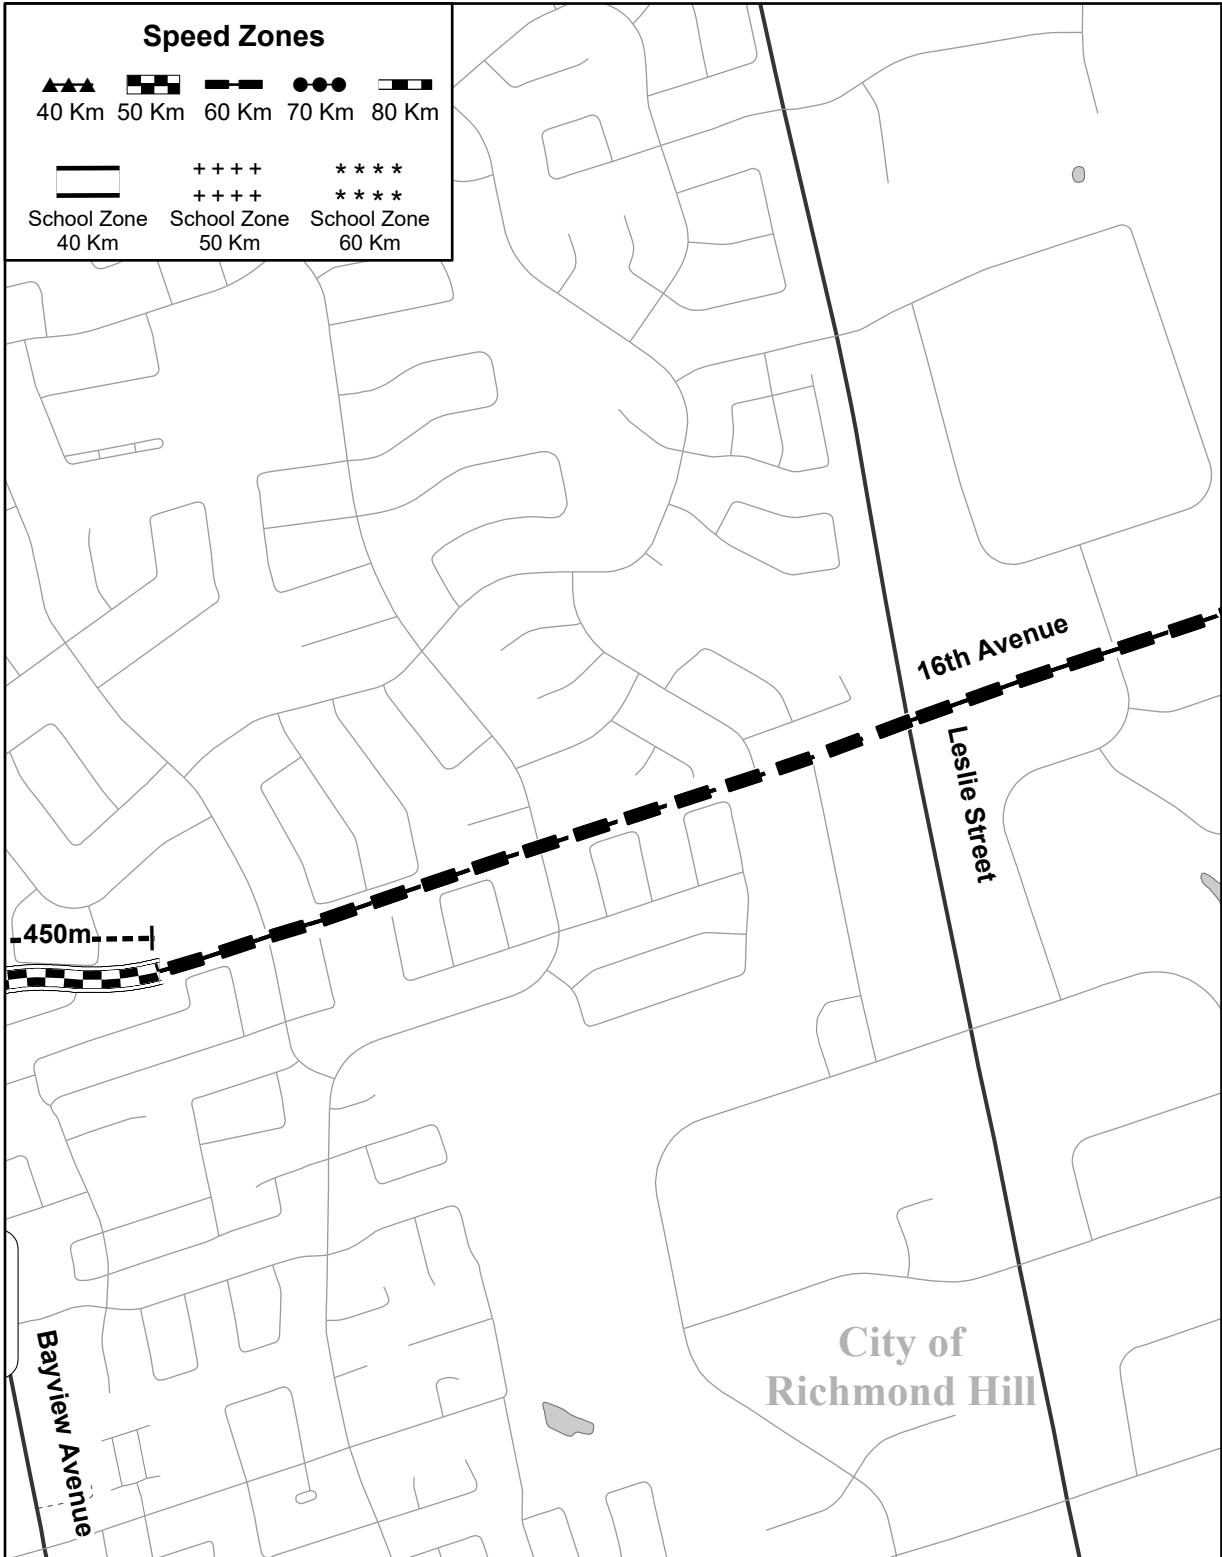 Speed Zones
40 Km 50 Km 60 Km 70 Km 80 Km
School Zone School Zone School Zone
40 Km 50 Km 60 Km
16th Avenue
Leslie Street
450m
City of
Richmond Hill
Bayview Avenue